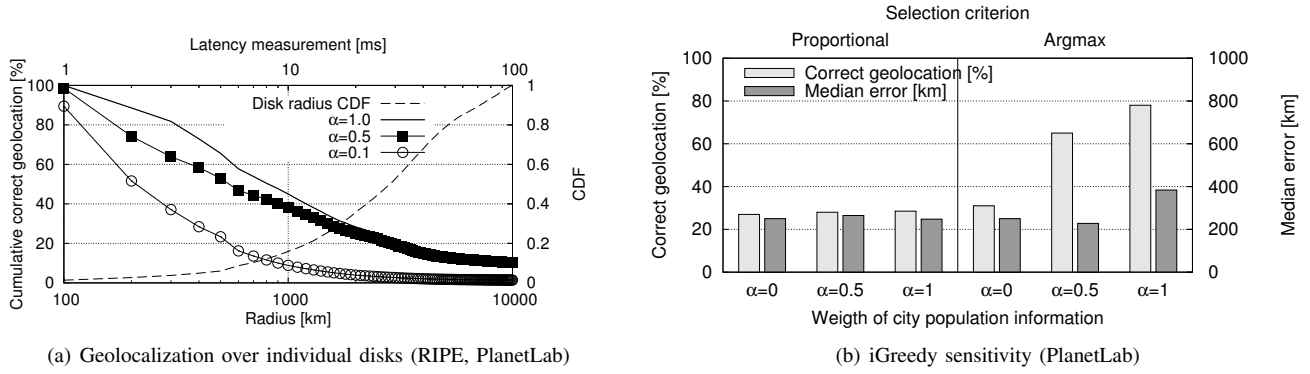 Latency measurement [ms]
1 10 100
Cumulative correct geolocation [%]
100
80
60
40
20
0
Disk radius CDF
α=1.0
α=0.5
α=0.1
1
0.8
0.6
0.4
0.2
0
CDF
100 1000 10000
Radius [km]
(a) Geolocalization over individual disks (RIPE, PlanetLab)
Selection criterion
Proportional Argmax
Correct geolocation [%]
100
80
60
40
20
0
Correct geolocation [%]
Median error [km]
1000
800
600
400
200
0
Median error [km]
α=0 α=0.5 α=1 α=0 α=0.5 α=1
Weigth of city population information
(b) iGreedy sensitivity (PlanetLab)